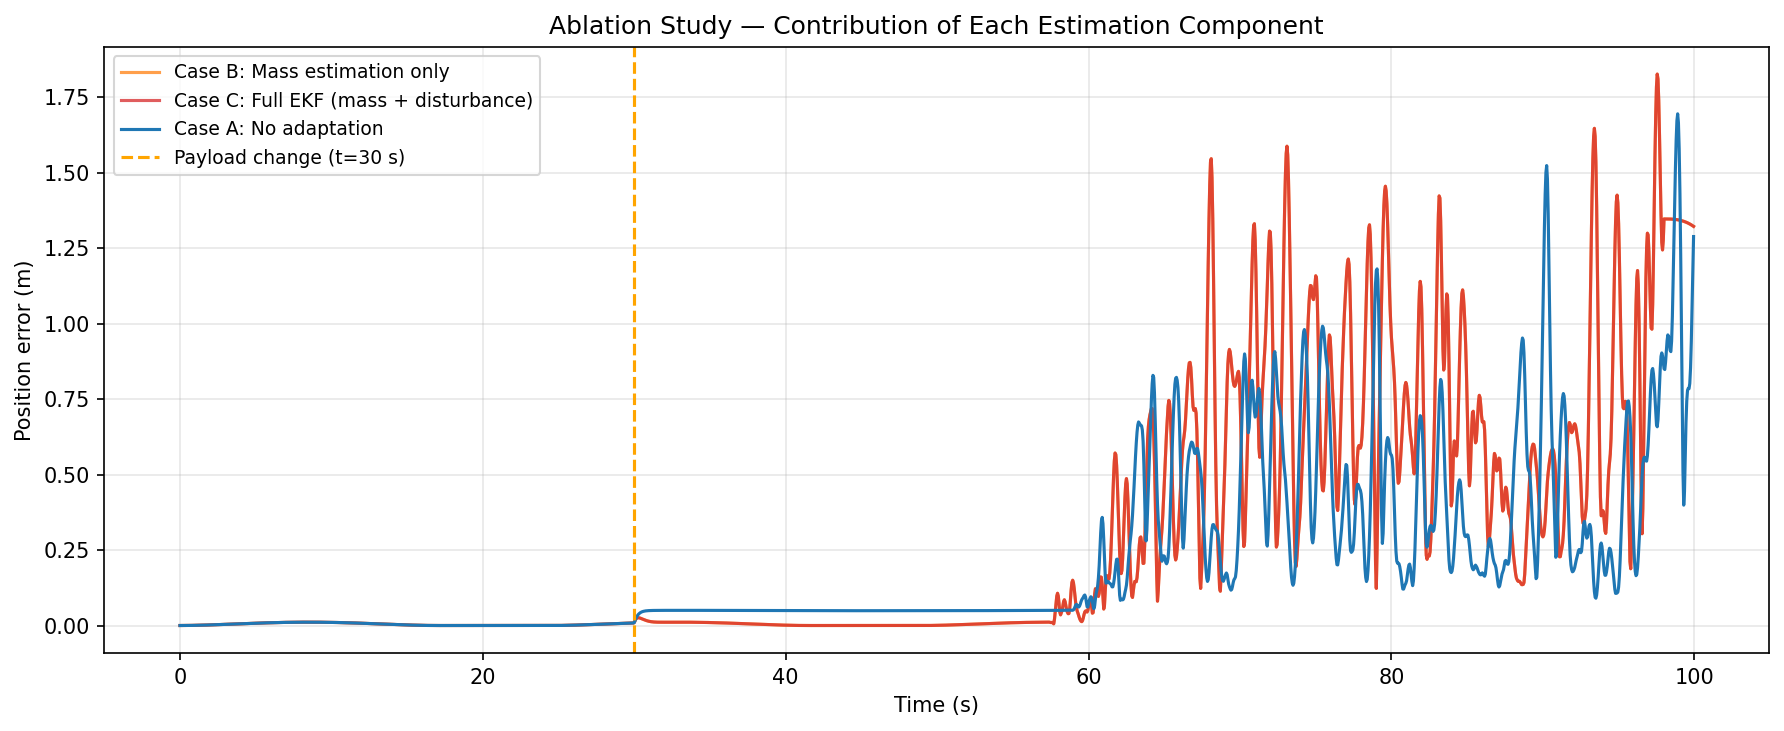 Ablation Study — Contribution of Each Estimation Component
Case B: Mass estimation only
Case C: Full EKF (mass + disturbance)
Case A: No adaptation
Payload change (t=30 s)
Position error (m)
1.75
1.50
1.25
1.00
0.75
0.50
0.25
0.00
0
20
40
60
80
100
Time (s)